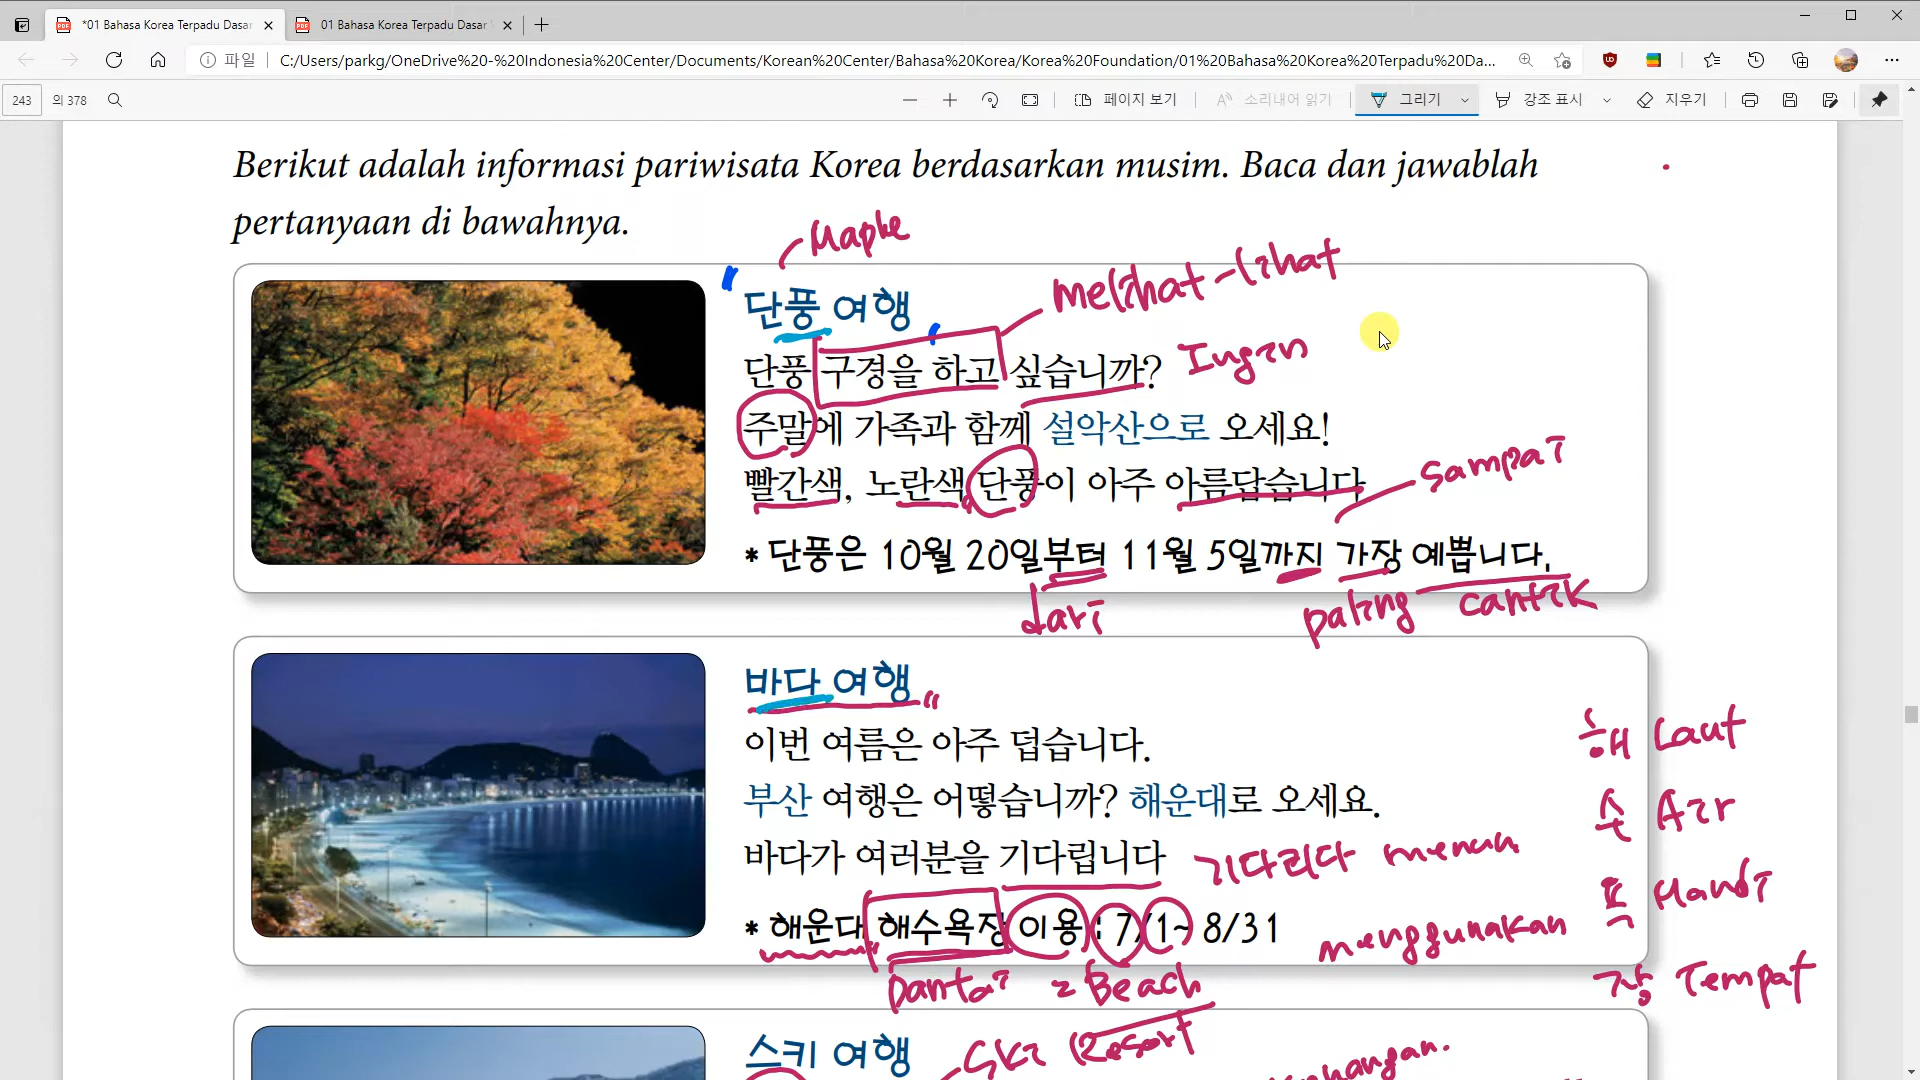 *01 Bahasa Korea Terpadu Dasar
01 Bahasa Korea Terpadu Dasar
파일
C:/Users/parkg/OneDrive%20-%20Indonesia%20Center/Documents/Korean%20Center/Bahasa%20Korea/Korea%20Foundation/01%20Bahasa%20Korea%20Terpadu%20Da...
243 의 378
페이지 보기
소리내어 읽기
그리기
강조 표시
지우기
Berikut adalah informasi pariwisata Korea berdasarkan musim. Baca dan jawablah
pertanyaan di bawahnya.
Maple
단풍 여행
melihat-lihat
단풍 구경을 하고 싶습니까?
Ingin
주말에 가족과 함께 설악산으로 오세요!
빨간색, 노란색 단풍이 아주 아름답습니다
sampai
* 단풍은 10월 20일부터 11월 5일까지 가장 예쁩니다.
dari
paling cantik
바다 여행
이번 여름은 아주 덥습니다.
해 Laut
부산 여행은 어떻습니까? 해운대로 오세요.
수 Air
바다가 여러분을 기다립니다
기다리다
욕 Mandi
* 해운대 해수욕장 이용 : 7/1~ 8/31
menggunakan
장 Tempat
Pantai = Beach
스키 여행
Ski Resort